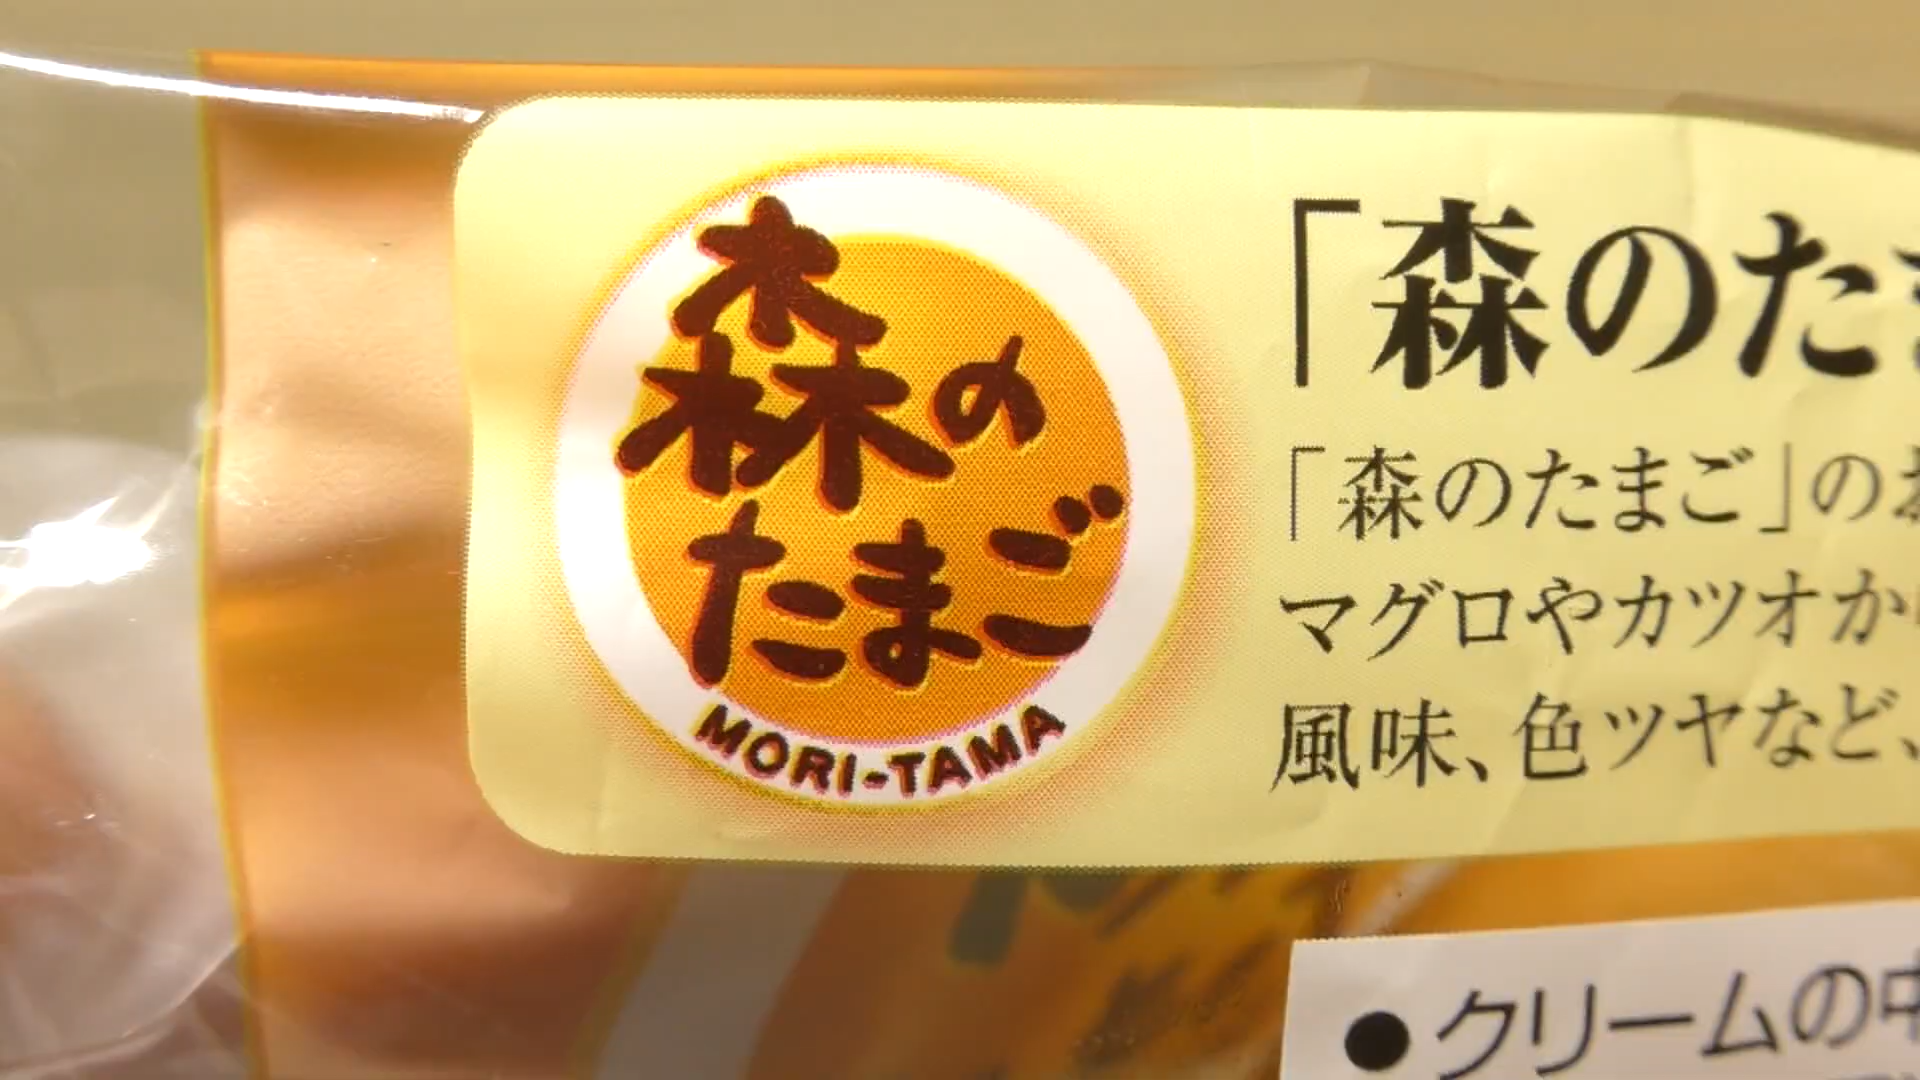 森の
たまご
MORI-TAMA
「森のたま
「森のたまご」の
マグロやカツオか
風味、色ツヤなど、
●クリームの中